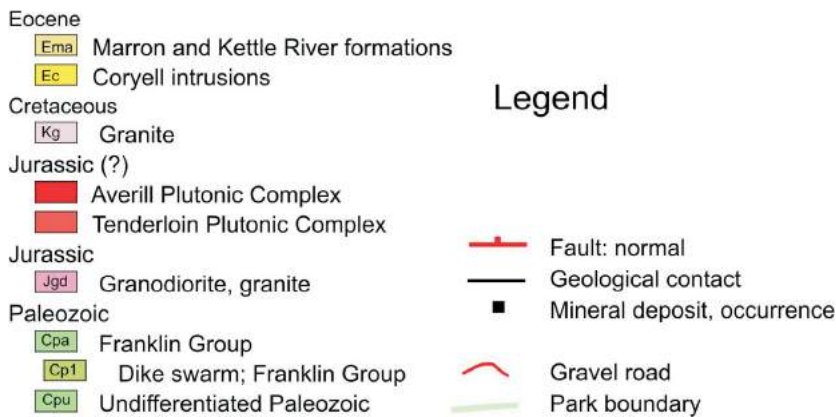 Eocene
Ema Marron and Kettle River formations
Ec Coryell intrusions
Cretaceous
Kg Granite
Jurassic (?)
Averill Plutonic Complex
Tenderloin Plutonic Complex
Jurassic
Jgd Granodiorite, granite
Paleozoic
Cpa Franklin Group
Cp1 Dike swarm; Franklin Group
Cpu Undifferentiated Paleozoic
Legend
Fault: normal
Geological contact
Mineral deposit, occurrence
Gravel road
Park boundary